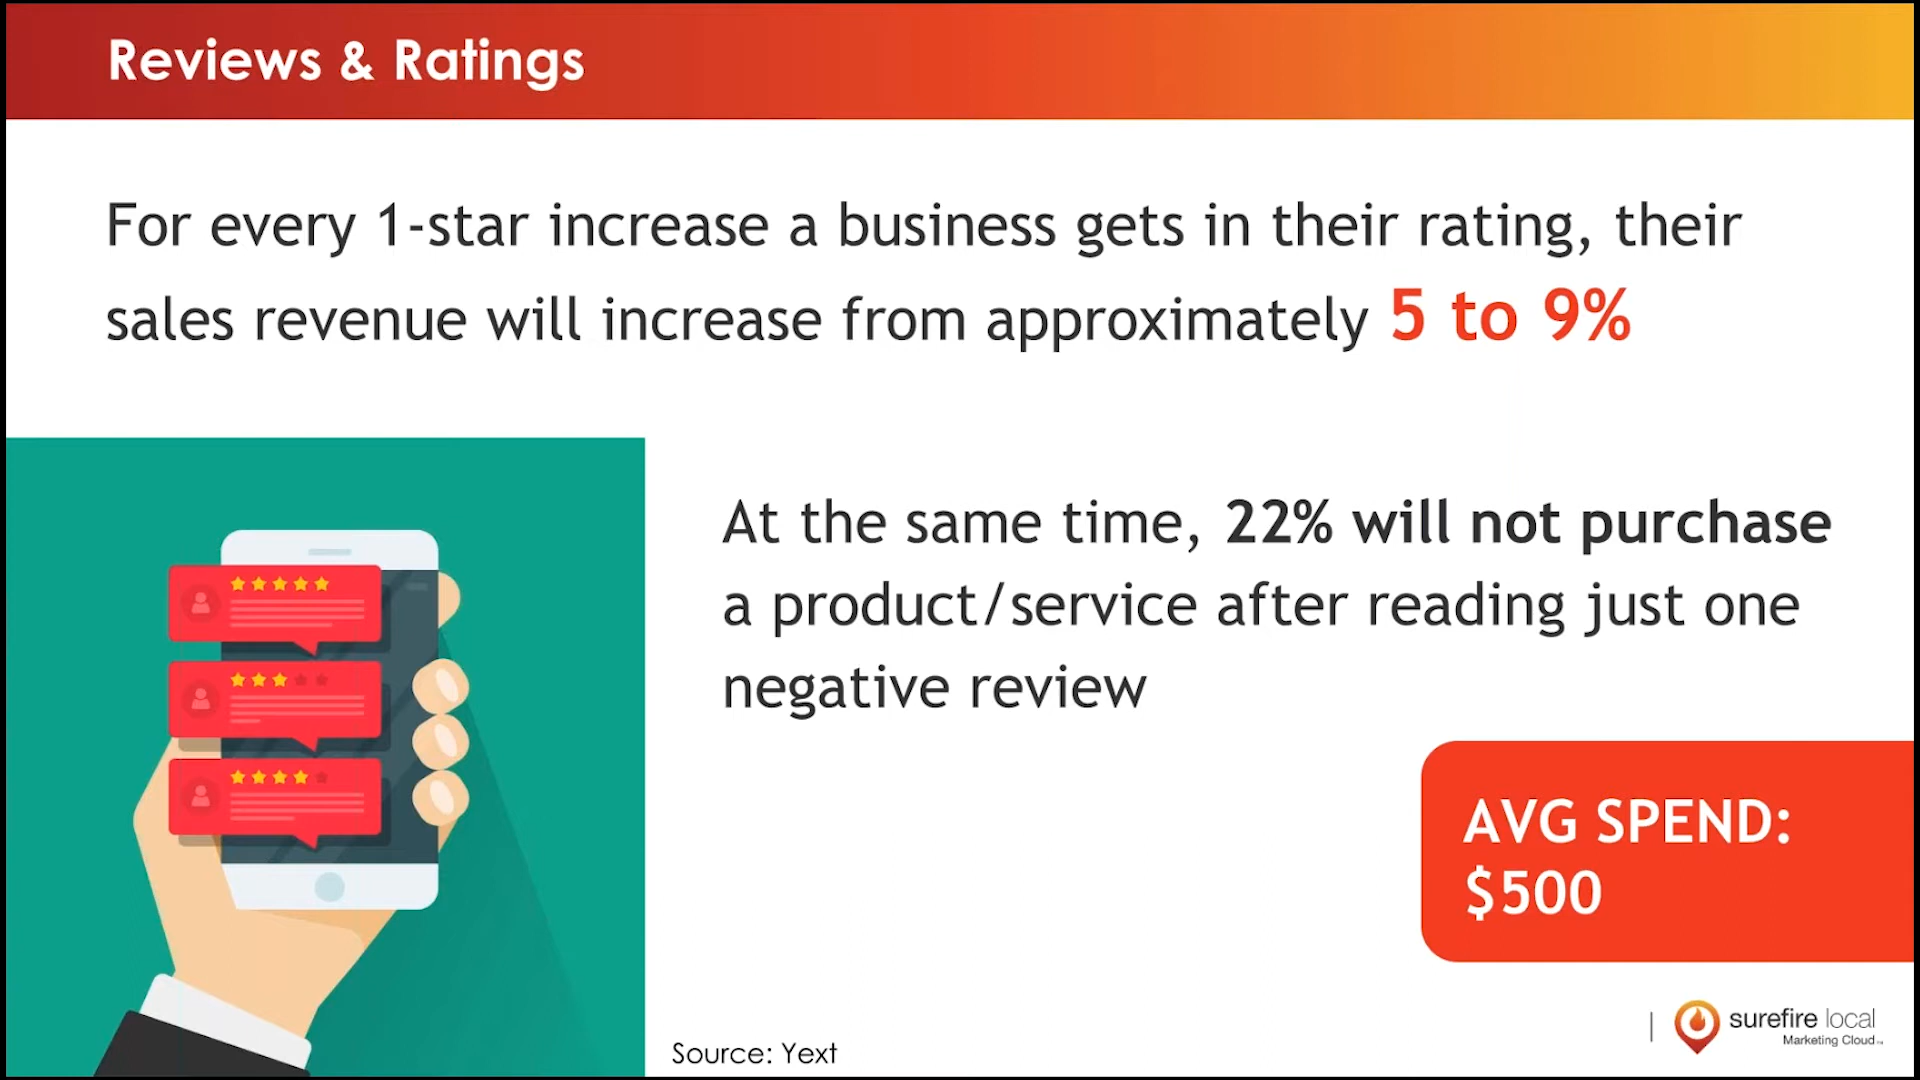 Reviews & Ratings
For every 1-star increase a business gets in their rating, their
sales revenue will increase from approximately 5 to 9%
At the same time, 22% will not purchase
a product/service after reading just one
negative review
AVG SPEND:
$500
Source: Yext
surefire local
Marketing Cloud™